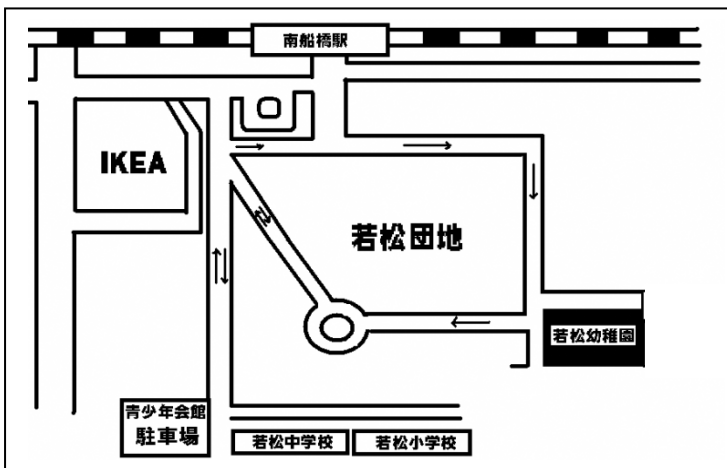 南船橋駅
IKEA
若松団地
若松幼稚園
青少年会館
駐車場
若松中学校
若松小学校